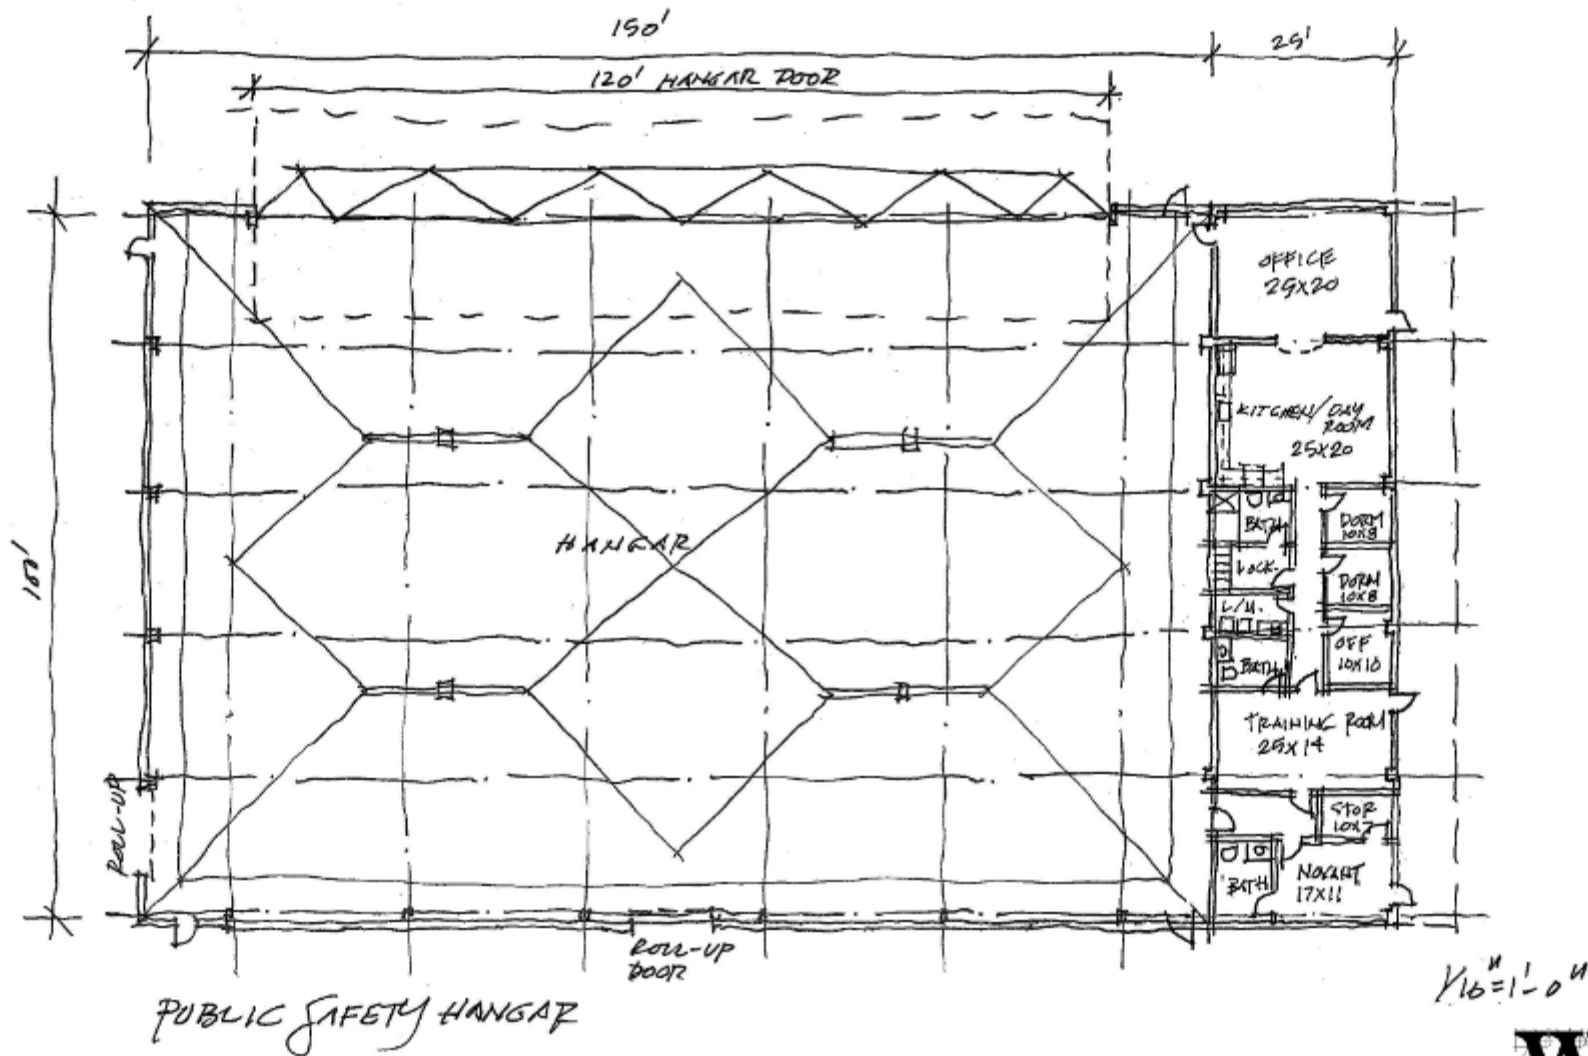 150'
25'
120' HANGAR DOOR
OFFICE
25X20
KITCHEN/DAY
ROOM
25X20
100'
HANGAR
BATH
DORM
10X8
LOCK.
DORM
10X8
L/U.
OFF
10X10
BATH
TRAINING ROOM
25X14
ROLL-UP
STOR
10X7
BATH
NOVANT
17X11
ROLL-UP
DOOR
1/16"=1'-0"
PUBLIC SAFETY HANGAR